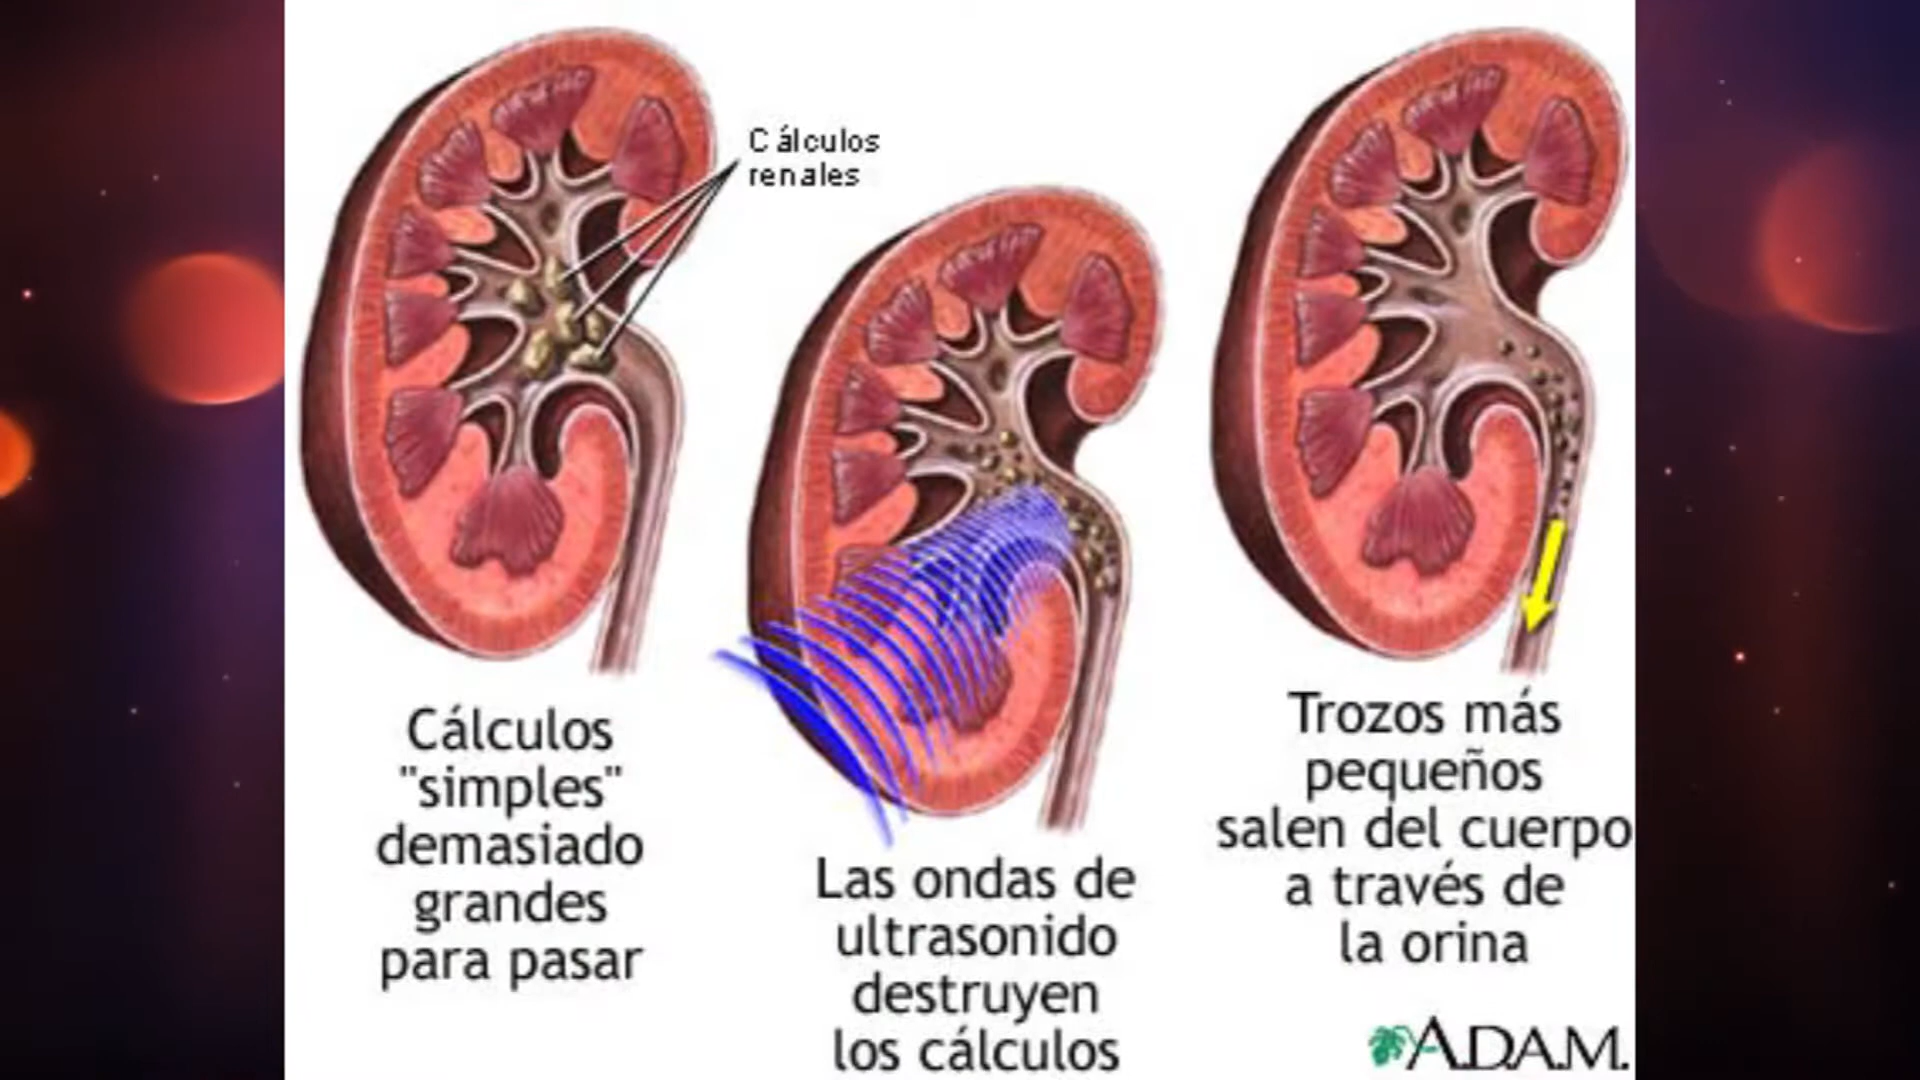 Cálculos
renales
Cálculos
"simples"
demasiado
grandes
para pasar
Las ondas de
ultrasonido
destruyen
los cálculos
Trozos más
pequeños
salen del cuerpo
a través de
la orina
A.D.A.M.